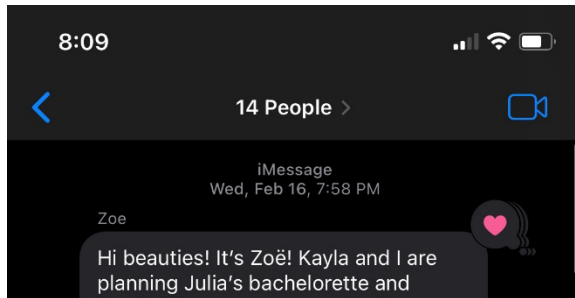 8:09
14 People >
iMessage
Wed, Feb 16, 7:58 PM
Zoe
Hi beauties! It's Zoë! Kayla and I are
planning Julia's bachelorette and